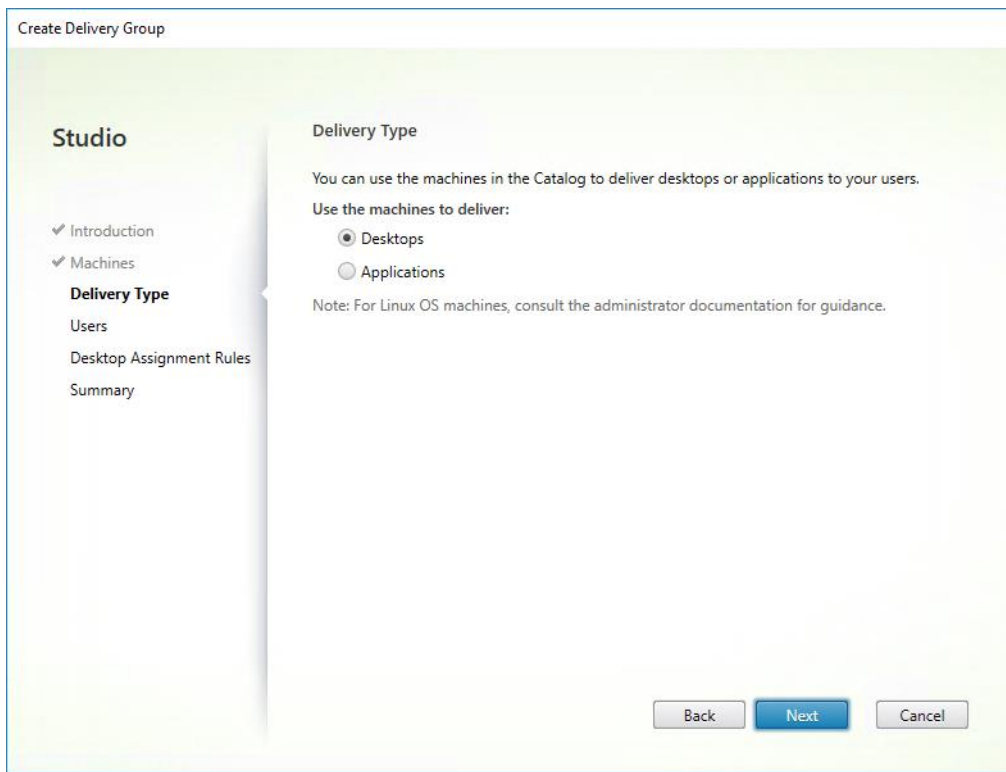 Create Delivery Group
Studio
Introduction
Machines
Delivery Type
Users
Desktop Assignment Rules
Summary
Delivery Type
You can use the machines in the Catalog to deliver desktops or applications to your users.
Use the machines to deliver:
Desktops
Applications
Note: For Linux OS machines, consult the administrator documentation for guidance.
Back
Next
Cancel